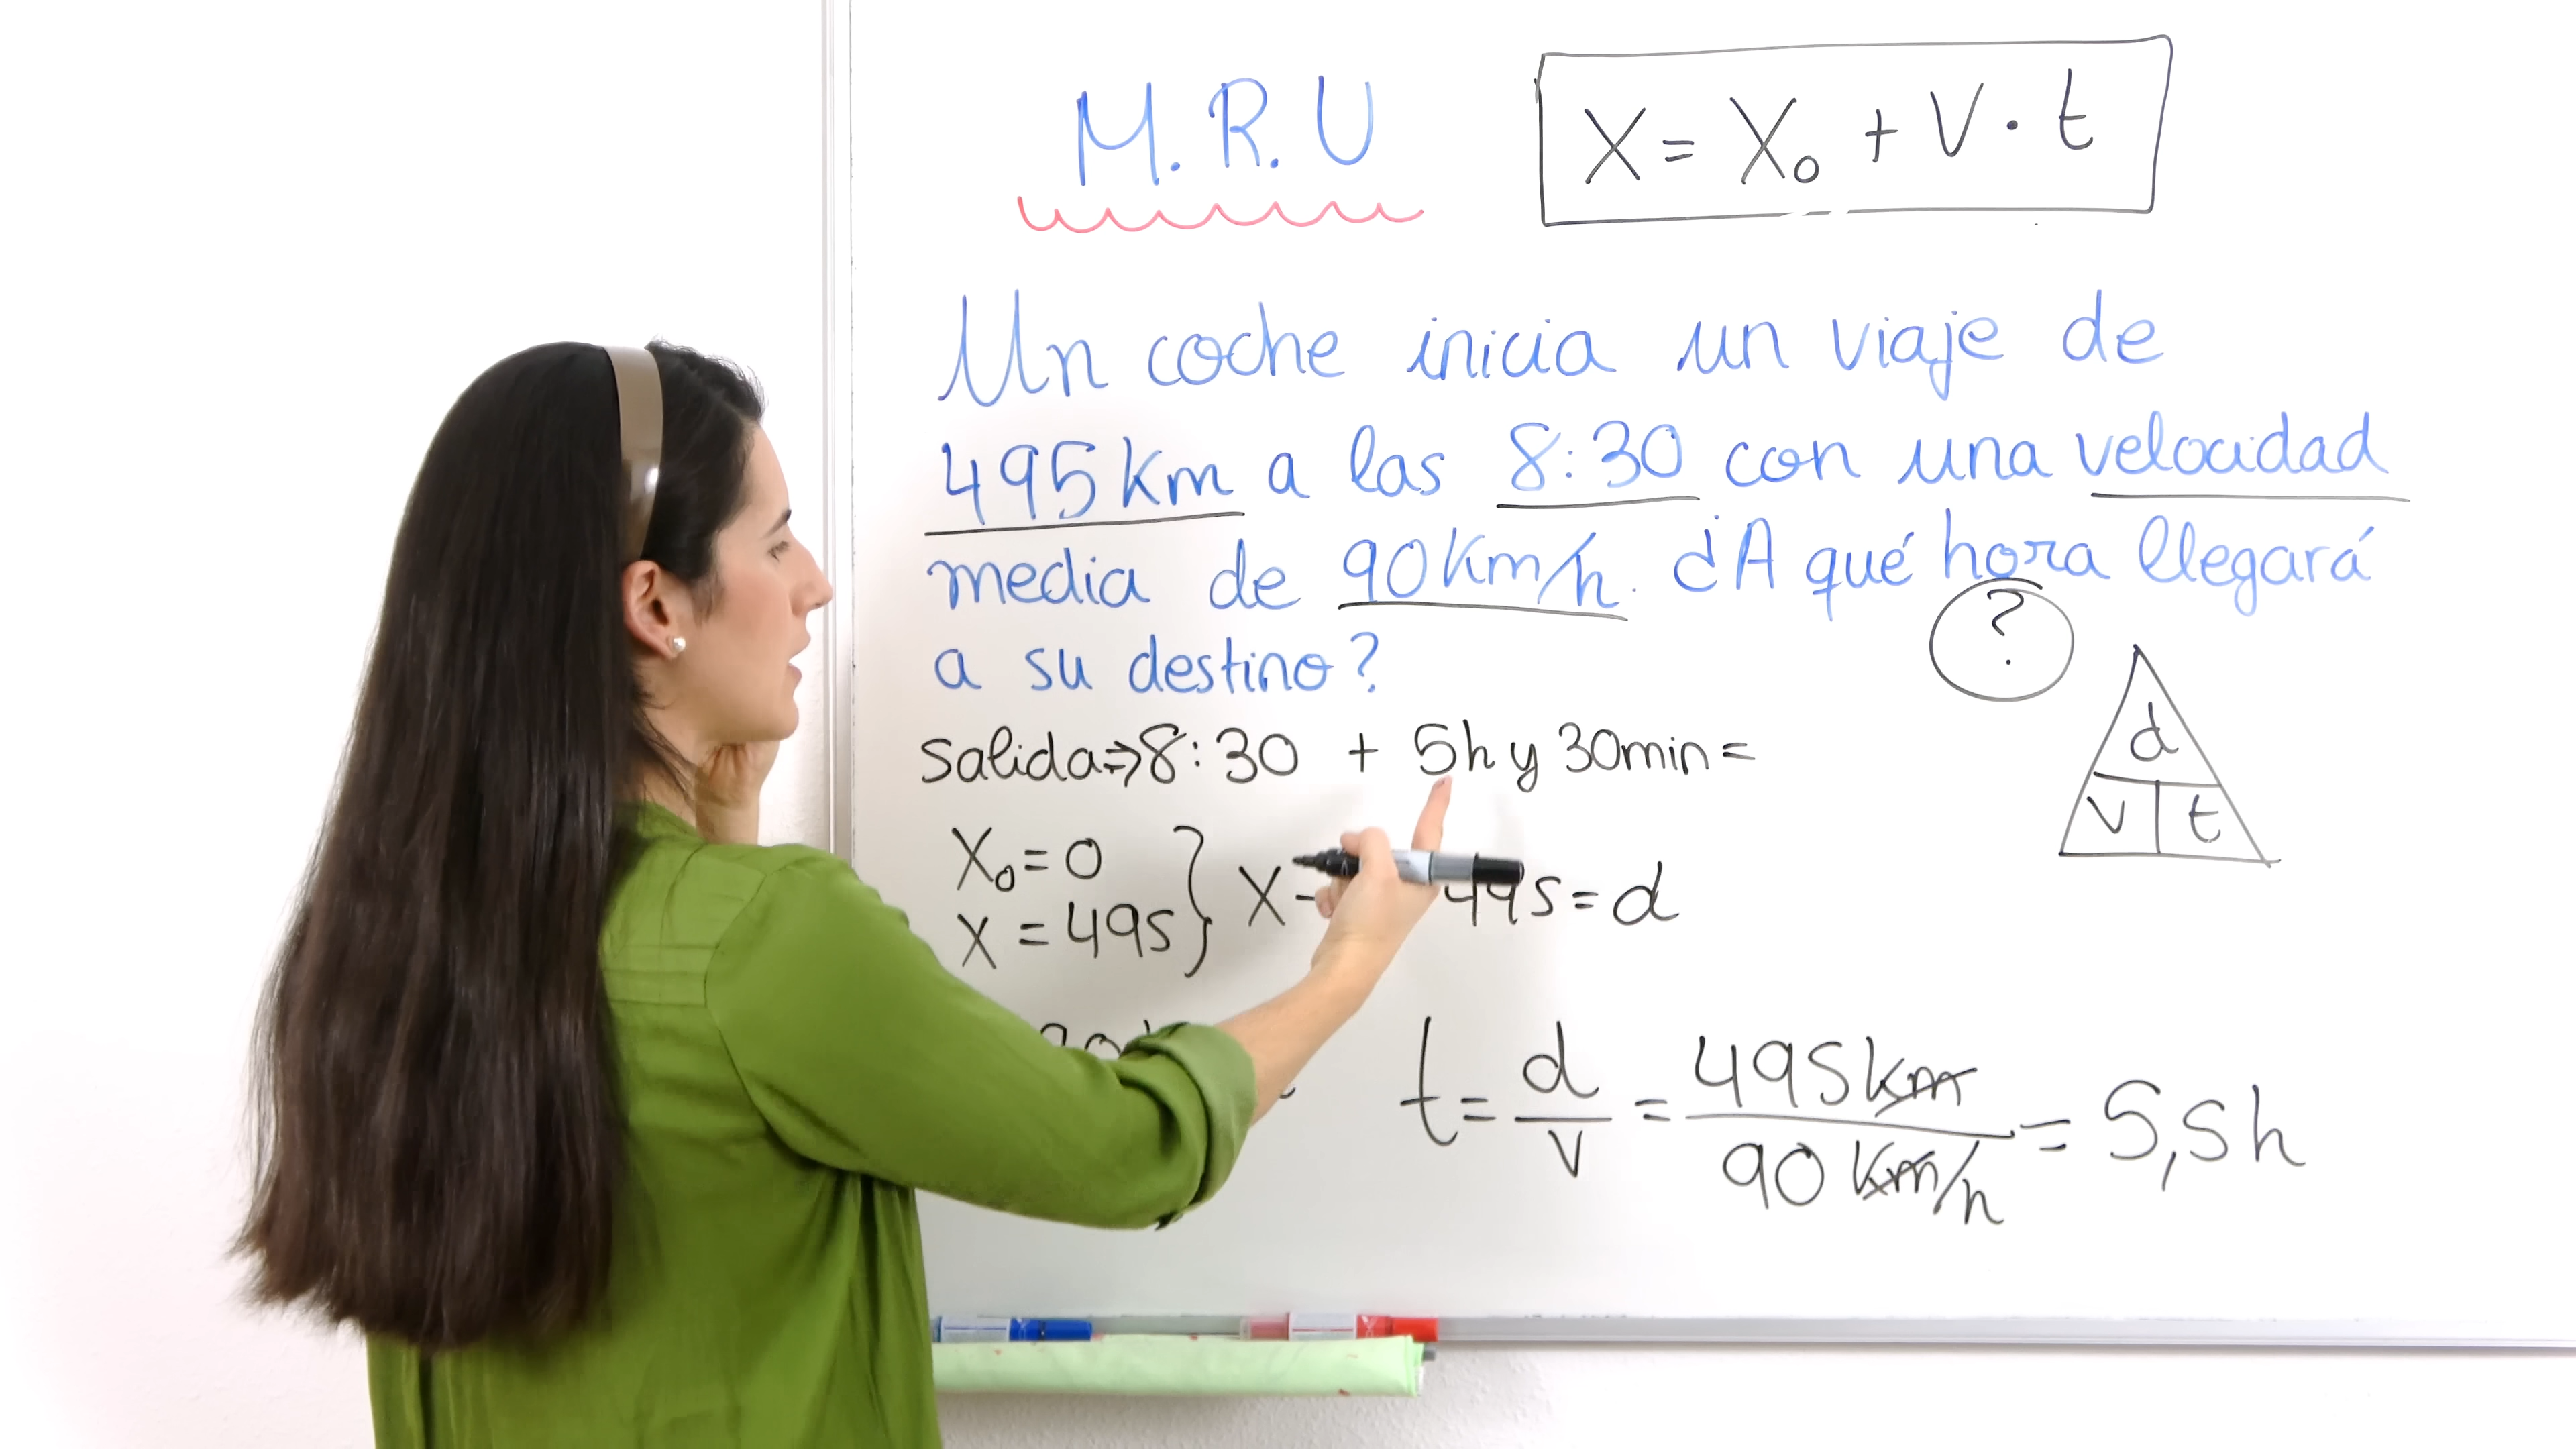 M.R.U
X = X₀ + V · t
Un coche inicia un viaje de
495 km a las 8:30 con una velocidad
media de 90 Km/h. ¿A qué hora llegará
a su destino?
?
d
v t
Salida⇒8:30 + 5h y 30min =
X₀ = 0
X = 495
X= 495 = d
t = d/v = 495 km / 90 km/h = 5,5 h